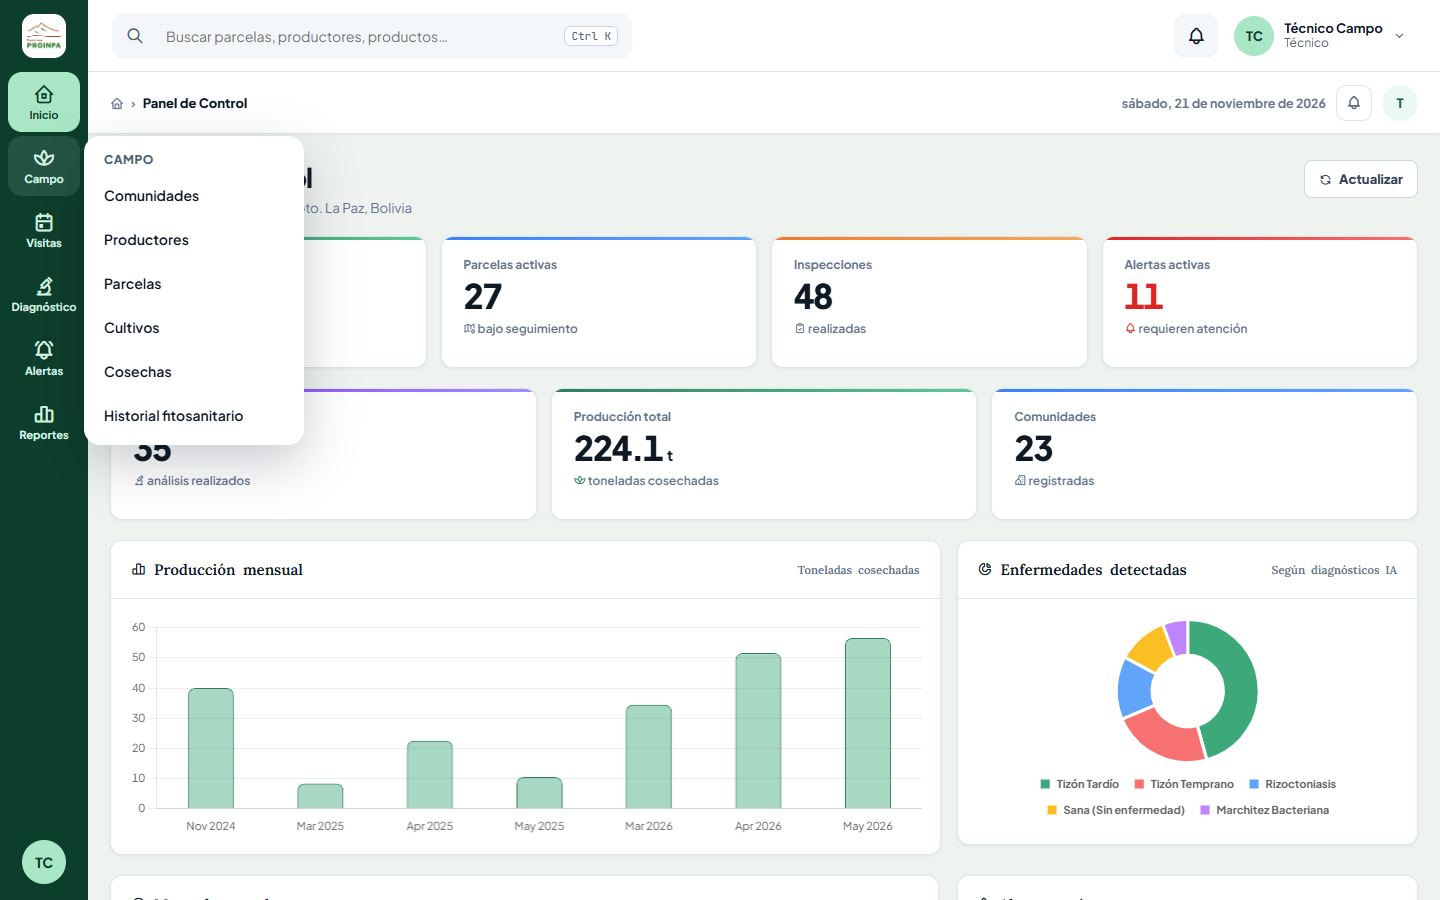 PROINPA
Buscar parcelas, productores, productos...
Ctrl K
TC
Técnico Campo
Técnico
Inicio
Campo
Visitas
Diagnóstico
Alertas
Reportes
TC
› Panel de Control
sábado, 21 de noviembre de 2026
T
CAMPO
Comunidades
Productores
Parcelas
Cultivos
Cosechas
Historial fitosanitario
La Paz, Bolivia
Actualizar
Parcelas activas
27
bajo seguimiento
Inspecciones
48
realizadas
Alertas activas
11
requieren atención
35
análisis realizados
Producción total
224.1 t
toneladas cosechadas
Comunidades
23
registradas
Producción mensual
Toneladas cosechadas
60
50
40
30
20
10
0
Nov 2024
Mar 2025
Apr 2025
May 2025
Mar 2026
Apr 2026
May 2026
Enfermedades detectadas
Según diagnósticos IA
Tizón Tardío
Tizón Temprano
Rizoctoniasis
Sana (Sin enfermedad)
Marchitez Bacteriana